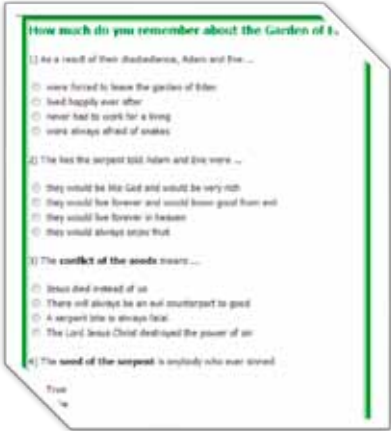 How much do you remember about the Garden of E
1) As a result of their disobedience, Adam and Eve ...
were forced to leave the garden of Eden
lived happily ever after
never had to work for a living
were always afraid of snakes
2) The lies the serpent told Adam and Eve were ...
they would be like God and would be very rich
they would live forever and would know good from evil
they would live forever in heaven
they would always enjoy fruit
3) The conflict of the seeds means ...
Jesus died instead of us
There will always be an evil counterpart to good
A serpent bite is always fatal
The Lord Jesus Christ destroyed the power of sin
4) The seed of the serpent is anybody who ever sinned
True